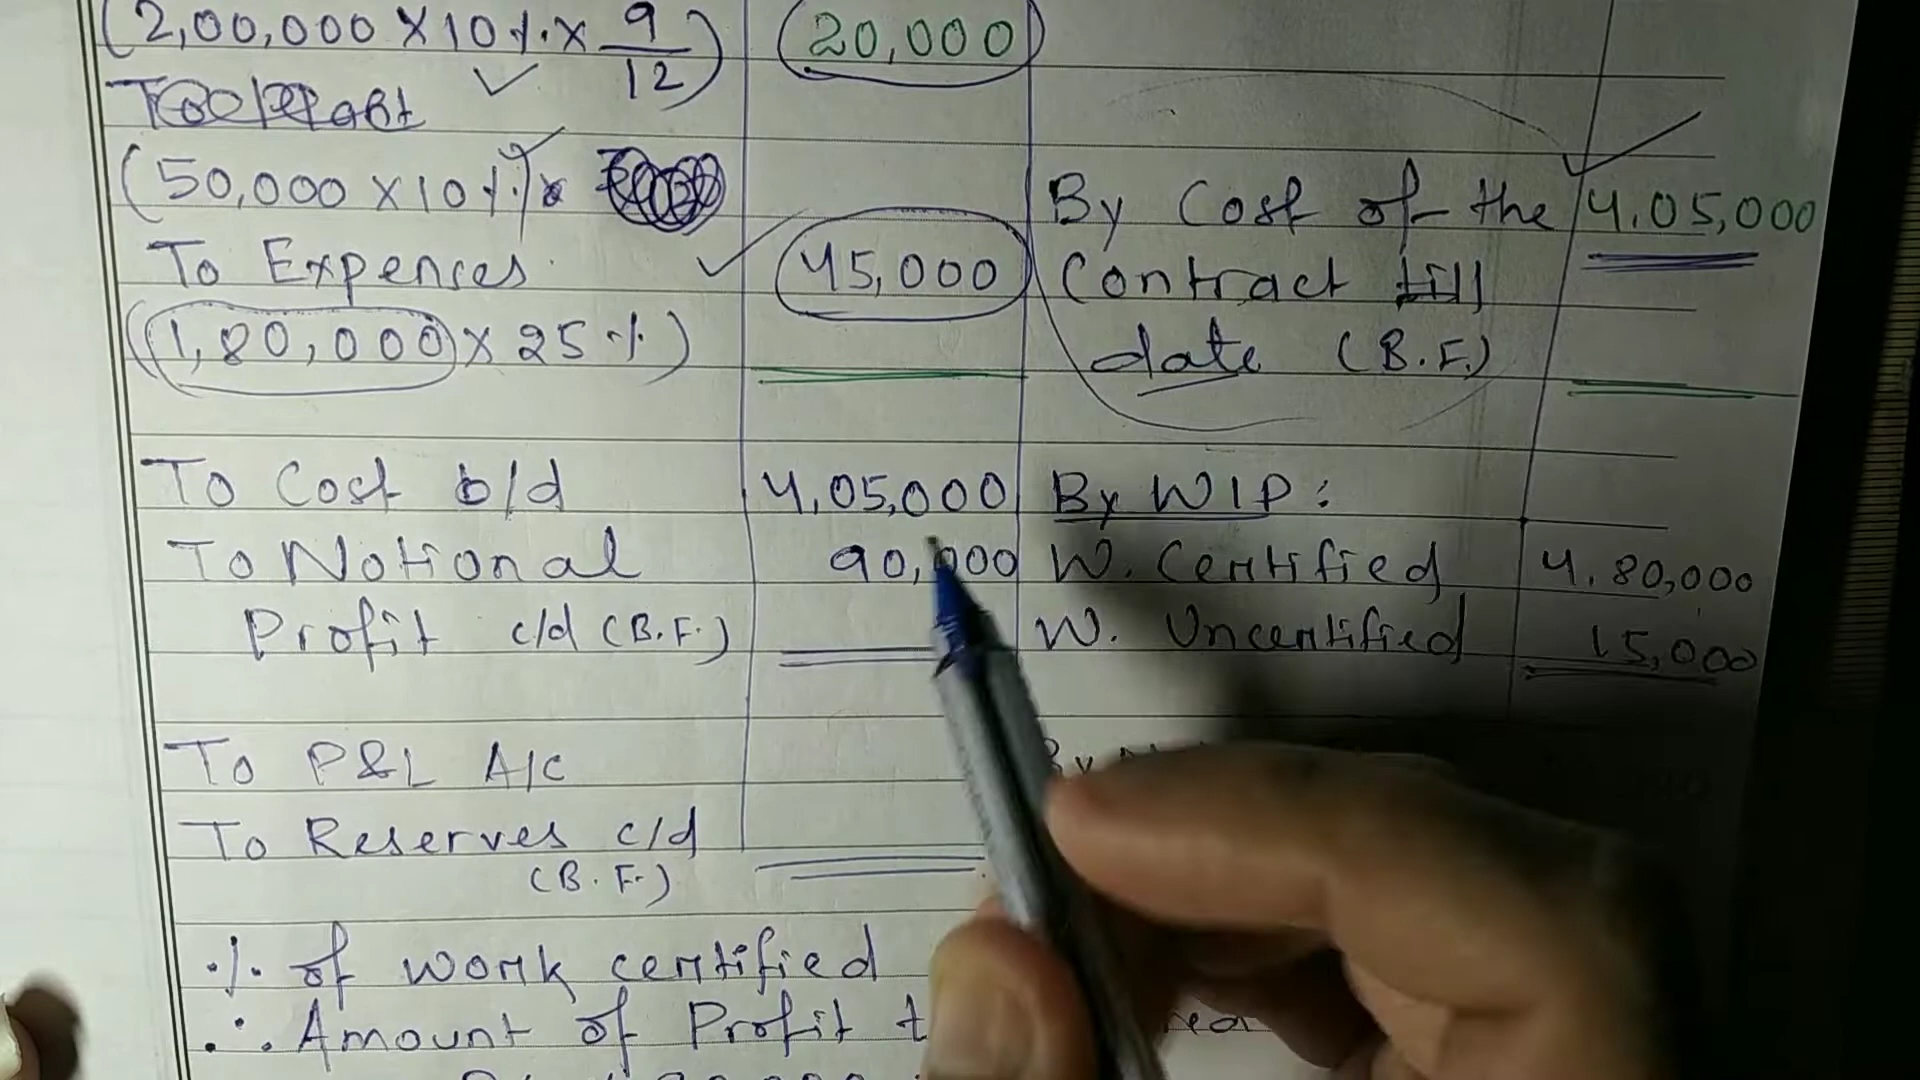 (2,00,000 X 10 %. X 9/12) 20,000
(50,000 X 10 %) x
By Cost of the 4,05,000
To Expenses 45,000 Contract till
(1,80,000 X 25 %) date (B.F.)
To Cost b/d 4,05,000 By WIP :
To Notional 90,000 W. Certified 4,80,000
Profit c/d (B.F.) W. Uncertified 15,000
To P&L A/C
To Reserves c/d
(B.F.)
% of work certified
∴ Amount of Profit t